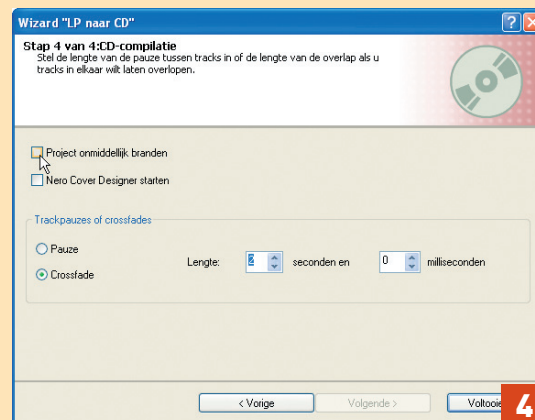 Wizard "LP naar CD"
Stap 4 van 4:CD-compilatie
Stel de lengte van de pauze tussen tracks in of de lengte van de overlap als u
tracks in elkaar wilt laten overlopen.
Project onmiddellijk branden
Nero Cover Designer starten
Trackpauzes of crossfades
Pauze
Crossfade
Lengte: 2 seconden en 0 milliseconden
< Vorige Volgende > Voltooie
4